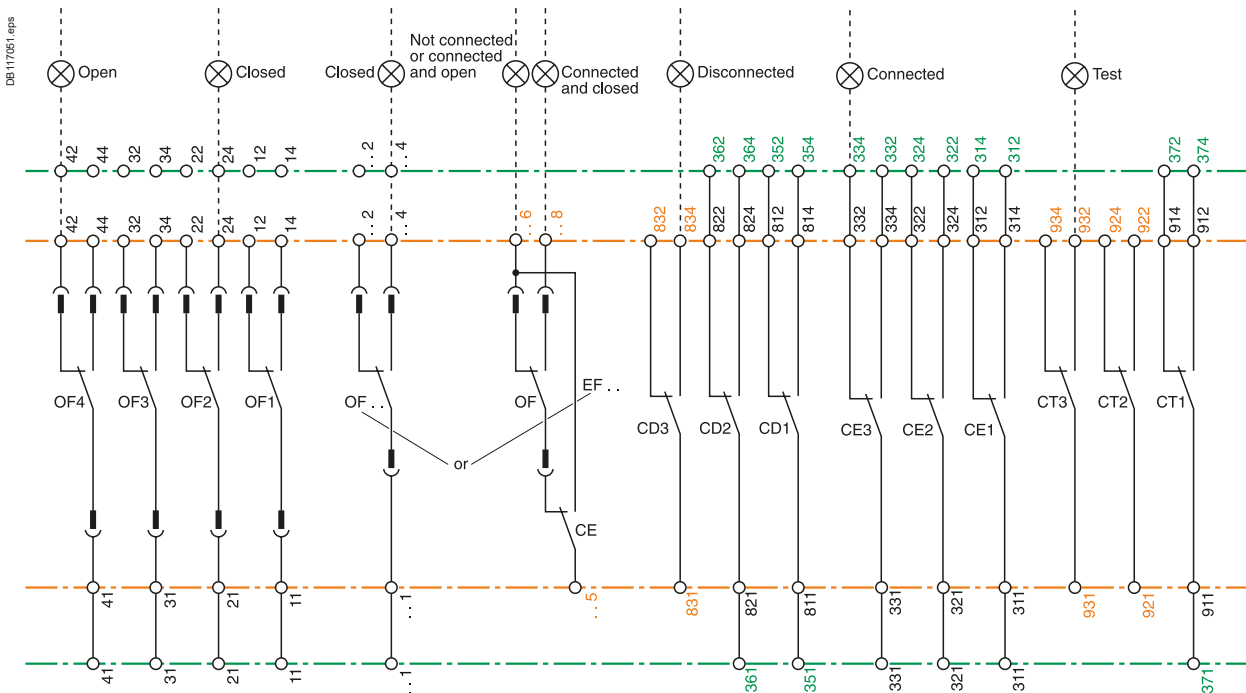 DB117051.eps
Open
Closed
Closed
Not connected
or connected
and open
Connected
and closed
Disconnected
Connected
Test
42 44 32 34 22 24 12 14 .. 2 .. 4 362 364 352 354 334 332 324 322 314 312 372 374
42 44 32 34 22 24 12 14 .. 2 .. 4 .. 6 .. 8 832 834 822 824 812 814 332 334 322 324 312 314 934 932 924 922 914 912
OF4 OF3 OF2 OF1 OF .. OF EF .. CD3 CD2 CD1 CE3 CE2 CE1 CT3 CT2 CT1
or
CE
41 31 21 11 .. 1 .. 5 831 821 811 331 321 311 931 921 911
41 31 21 11 .. 1 361 351 331 321 311 371